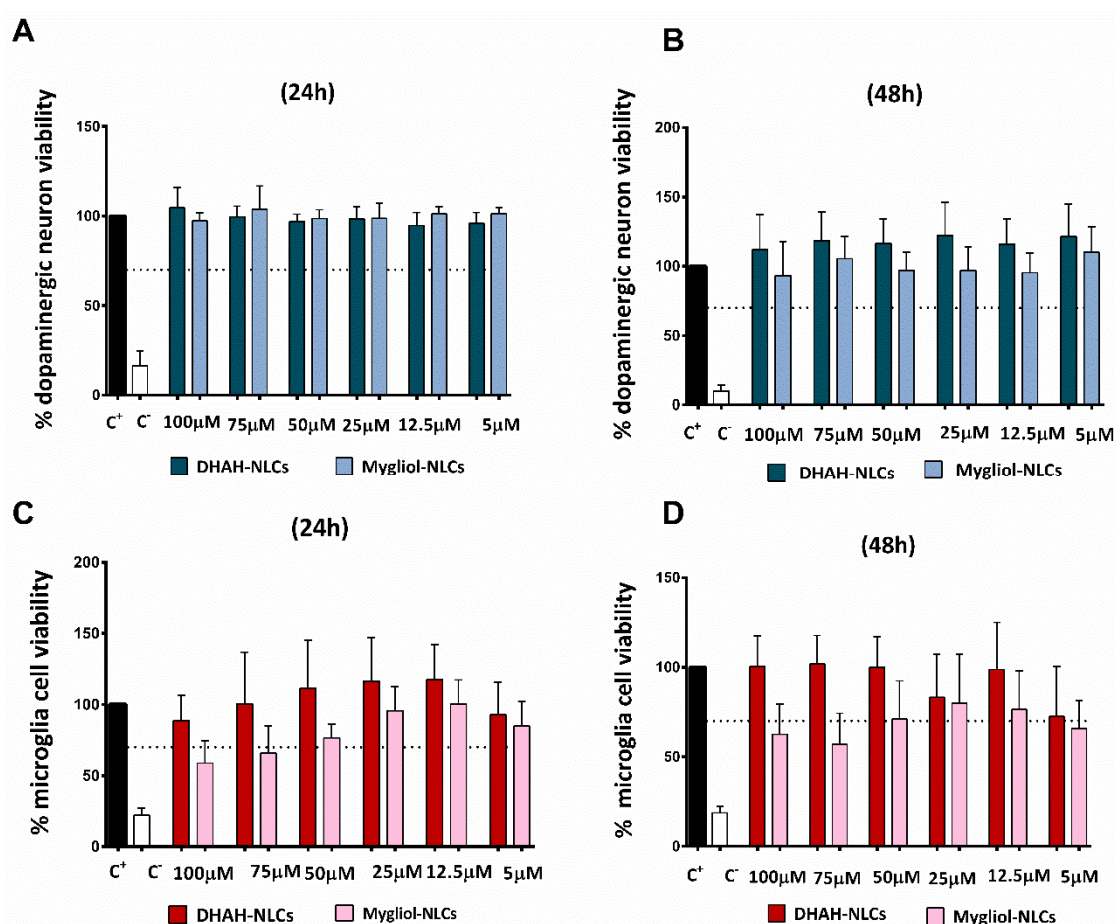 A
(24h)
% dopaminergic neuron viability
150
100
50
0
C⁺ C⁻ 100μM 75μM 50μM 25μM 12.5μM 5μM
DHAH-NLCs Mygliol-NLCs
B
(48h)
% dopaminergic neuron viability
200
150
100
50
0
C⁺ C⁻ 100μM 75μM 50μM 25μM 12.5μM 5μM
DHAH-NLCs Mygliol-NLCs
C
(24h)
% microglia cell viability
200
150
100
50
0
C⁺ C⁻ 100μM 75μM 50μM 25μM 12.5μM 5μM
DHAH-NLCs Mygliol-NLCs
D
(48h)
% microglia cell viability
150
100
50
0
C⁺ C⁻ 100μM 75μM 50μM 25μM 12.5μM 5μM
DHAH-NLCs Mygliol-NLCs